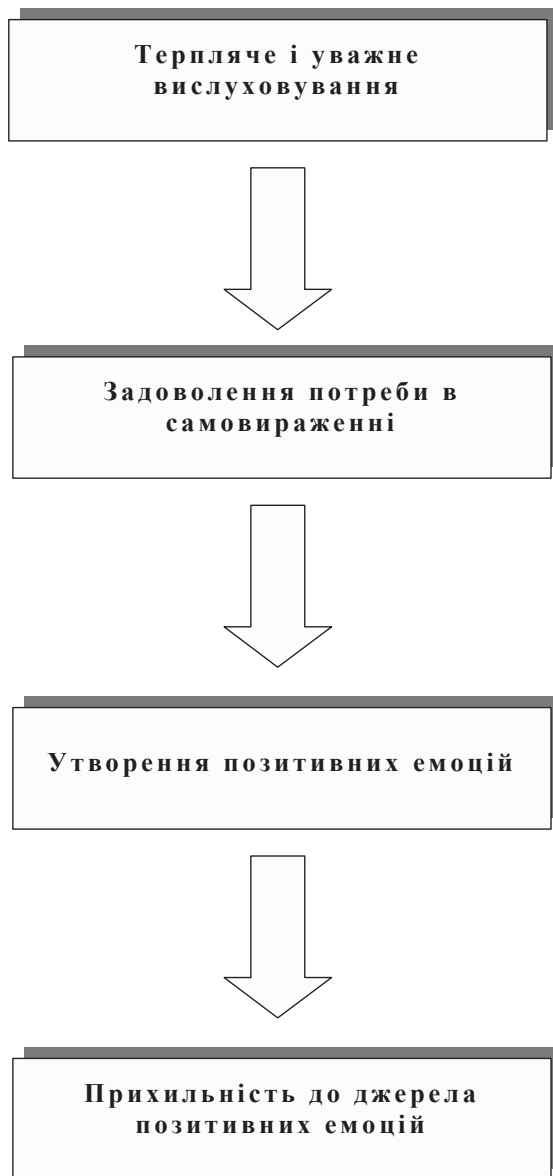 Терпляче і уважне
вислуховування
Задоволення потреби в
самовираженні
Утворення позитивних емоцій
Прихильність до джерела
позитивних емоцій